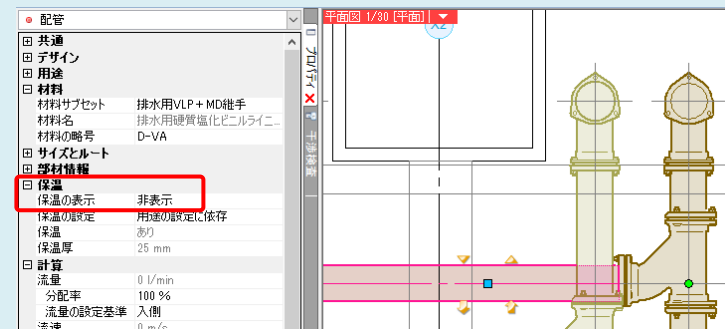 配管
共通
デザイン
用途
材料
材料サブセット 排水用VLP+MD継手
材料名 排水用硬質塩化ビニルライニ...
材料の略号 D-VA
サイズとルート
部材情報
保温
保温の表示 非表示
保温の設定 用途の設定に依存
保温 あり
保温厚 25 mm
計算
流量 0 l/min
分配率 100 %
流量の設定基準 入側
流速 0 m/s
プロパティ
干渉検査
平面図 1/30 [平面]
X2